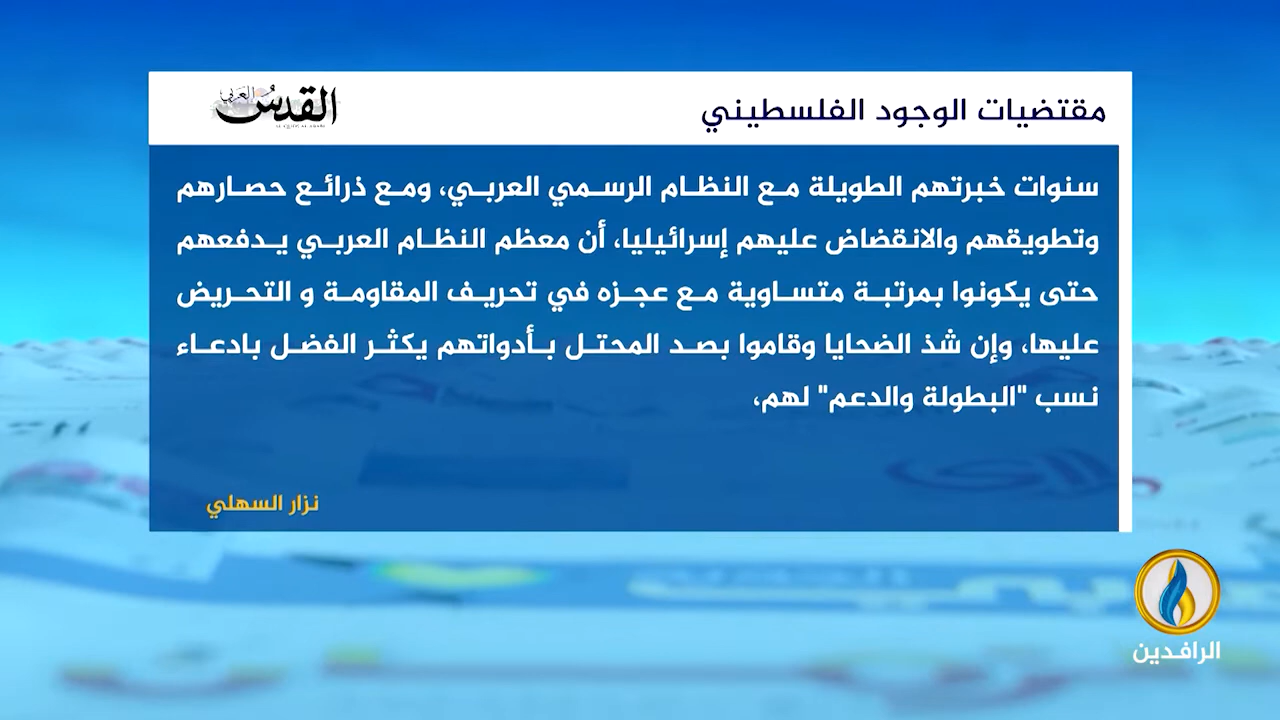 مقتضيات الوجود الفلسطيني
القدس العربي
سنوات خبرتهم الطويلة مع النظام الرسمي العربي، ومع ذرائع حصارهم
وتطويقهم والانقضاض عليهم إسرائيليا، أن معظم النظام العربي يدفعهم
حتى يكونوا بمرتبة متساوية مع عجزه في تحريف المقاومة و التحريض
عليها، وإن شذ الضحايا وقاموا بصد المحتل بأدواتهم يكثر الفضل بادعاء
نسب "البطولة والدعم" لهم،
نزار السهلي
الرافدين